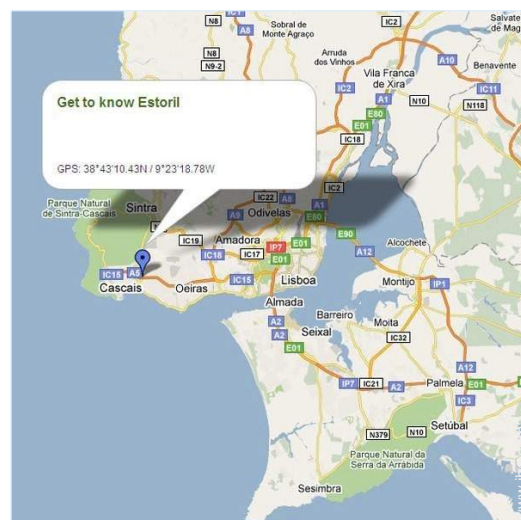 IC1
N8
A8
Sobral de
Monte Agraço
IC2
Salvate
de Mag
N8
N9-2
Arruda
dos Vinhos
A10
Benavente
Vila Franca
de Xira
IC2
IC11
A1
N10
N118
E80
E01
IC18
Get to know Estoril
GPS: 38°43'10.43N / 9°23'18.78W
IC2
Parque Natural
de Sintra-Cascais
Sintra
IC22
A8
A1
A9
Odivelas
E80
IC19
Amadora
IP7
E01
E90
A12
Alcochete
IC16
IC17
E01
IC15
A5
Cascais
Oeiras
IC15
Lisboa
Montijo
IP1
Almada
A2
Barreiro
Moita
A2
Seixal
IC32
E01
A12
IP7
IC21
A2
Palmela
E01
IC3
N379
N10
Setúbal
Parque Natural da
Serra da Arrábida
Sesimbra